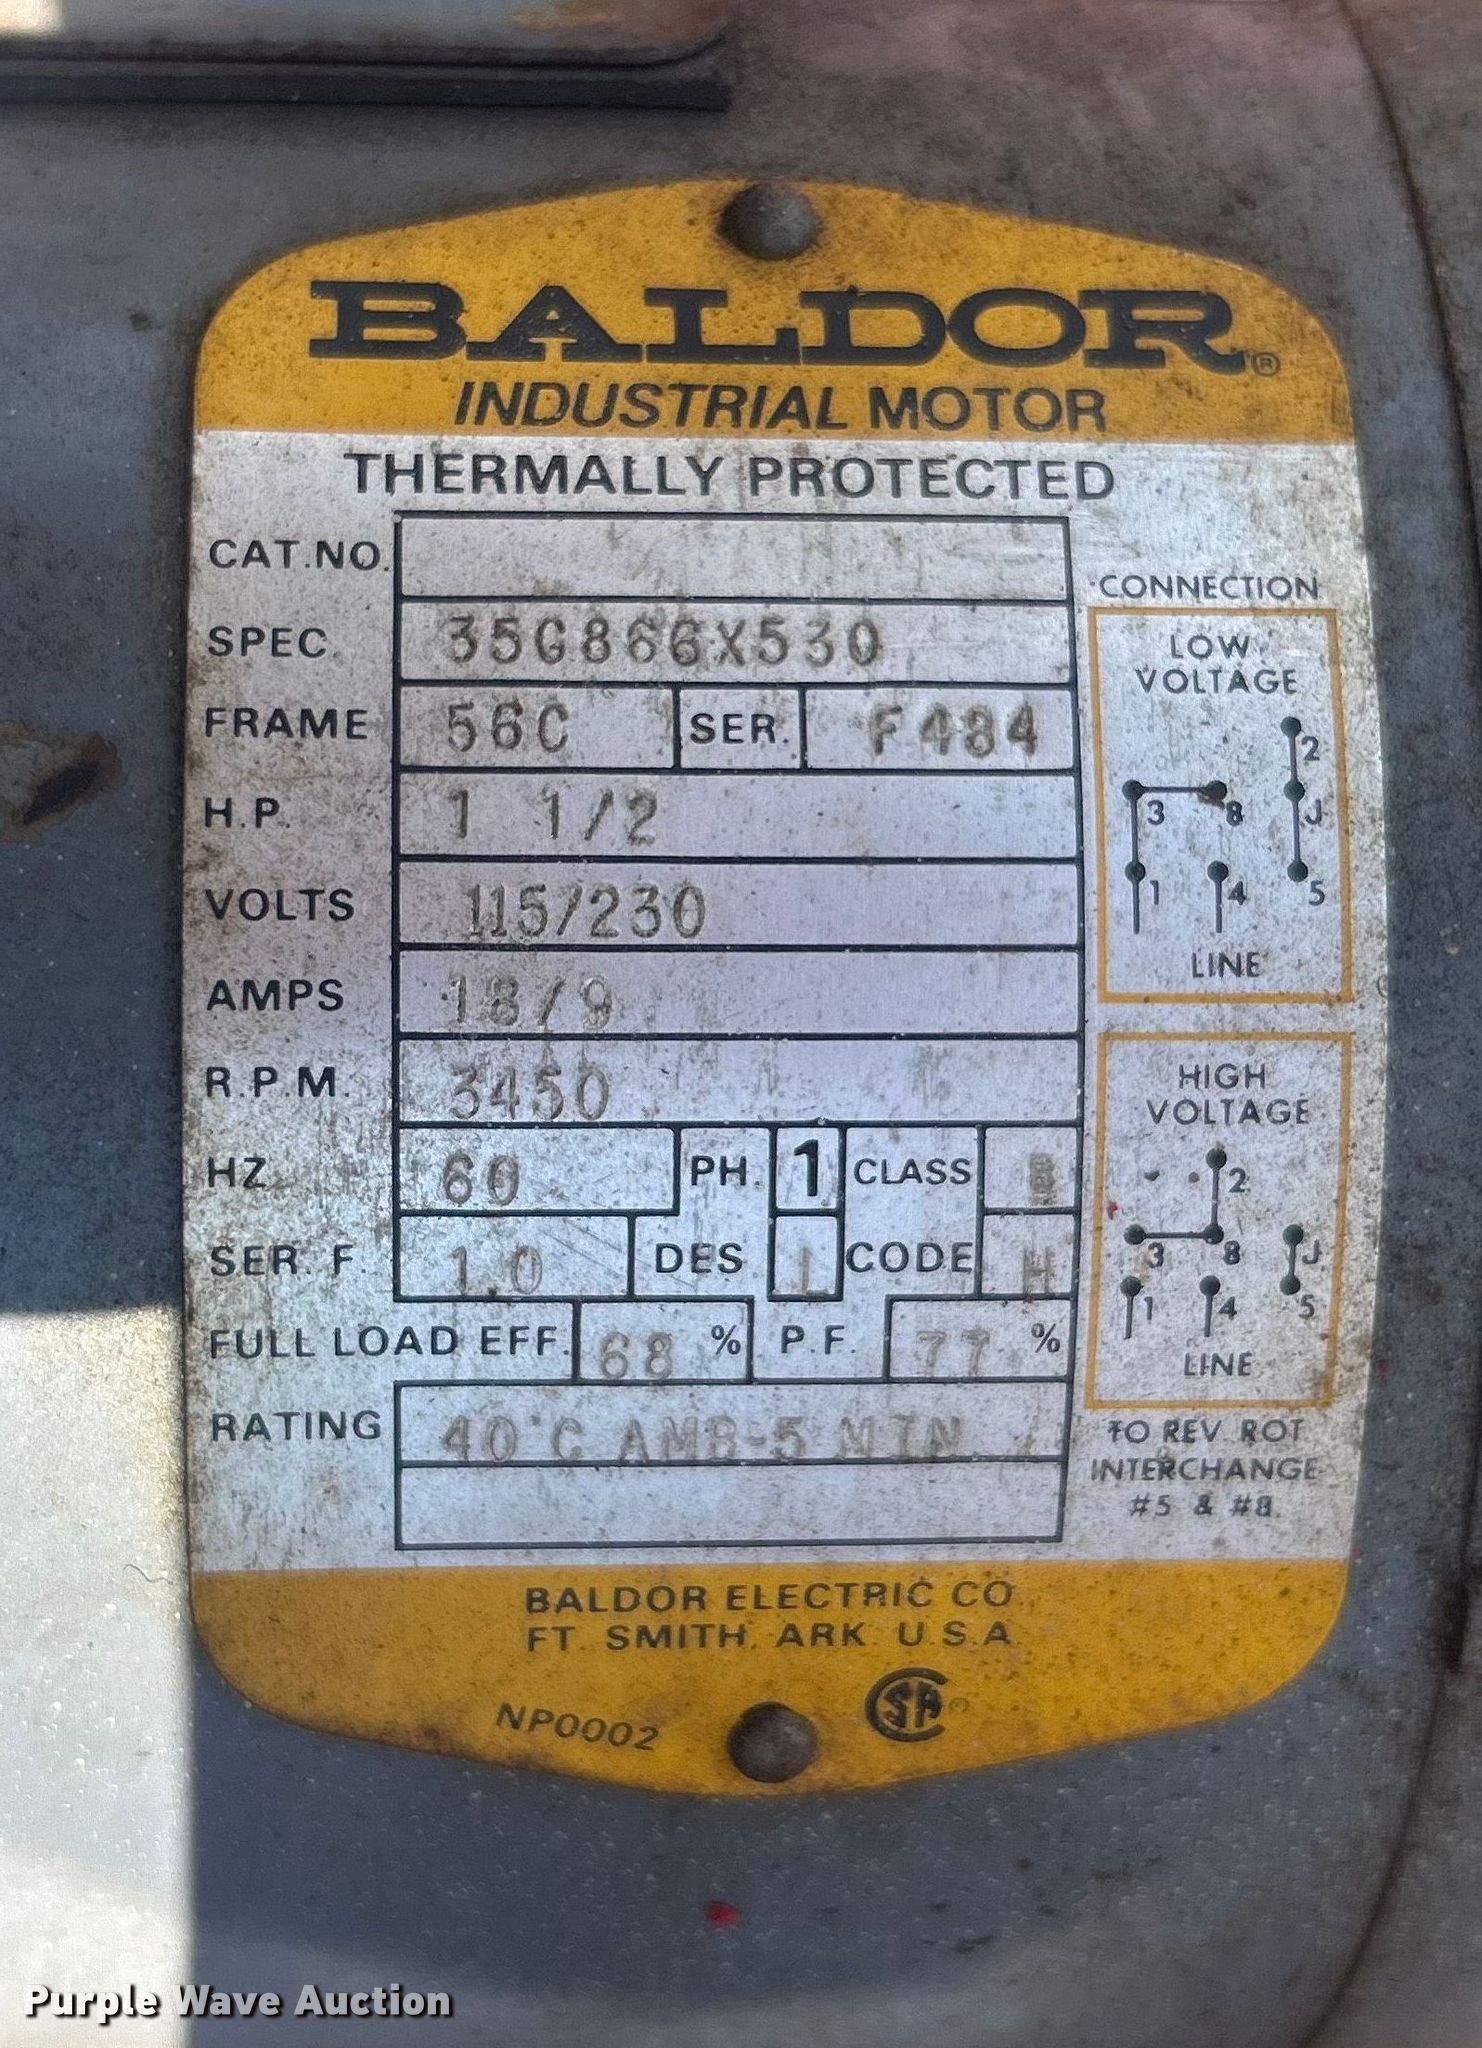 BALDOR®
INDUSTRIAL MOTOR
THERMALLY PROTECTED
CAT.NO.
SPEC. 35G866X530
FRAME 56C SER. F484
H.P. 1 1/2
VOLTS 115/230
AMPS 18/9
R.P.M. 3450
HZ 60 PH. 1 CLASS B
SER. F. 1.0 DES 1 CODE H
FULL LOAD EFF. 68 % P.F. 77 %
RATING 40°C AMB-5 MIN.
CONNECTION
LOW
VOLTAGE
2
3 8 J
1 4 5
LINE
HIGH
VOLTAGE
2
3 8 J
1 4 5
LINE
TO REV. ROT.
INTERCHANGE
#5 & #8.
BALDOR ELECTRIC CO.
FT. SMITH, ARK. U.S.A.
NP0002
CSA®
Purple Wave Auction